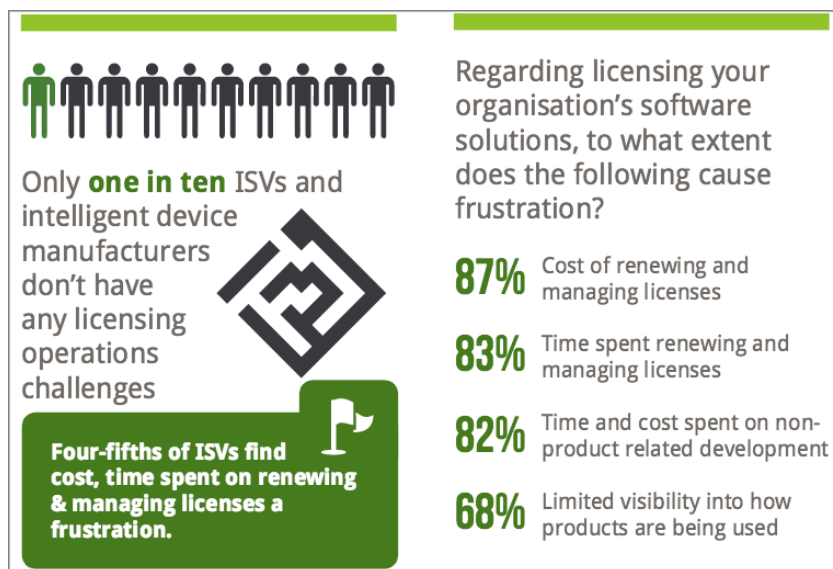 Only one in ten ISVs and
intelligent device
manufacturers
don’t have
any licensing
operations
challenges
Four-fifths of ISVs find
cost, time spent on renewing
& managing licenses a
frustration.
Regarding licensing your
organisation’s software
solutions, to what extent
does the following cause
frustration?
87% Cost of renewing and
managing licenses
83% Time spent renewing and
managing licenses
82% Time and cost spent on non-
product related development
68% Limited visibility into how
products are being used